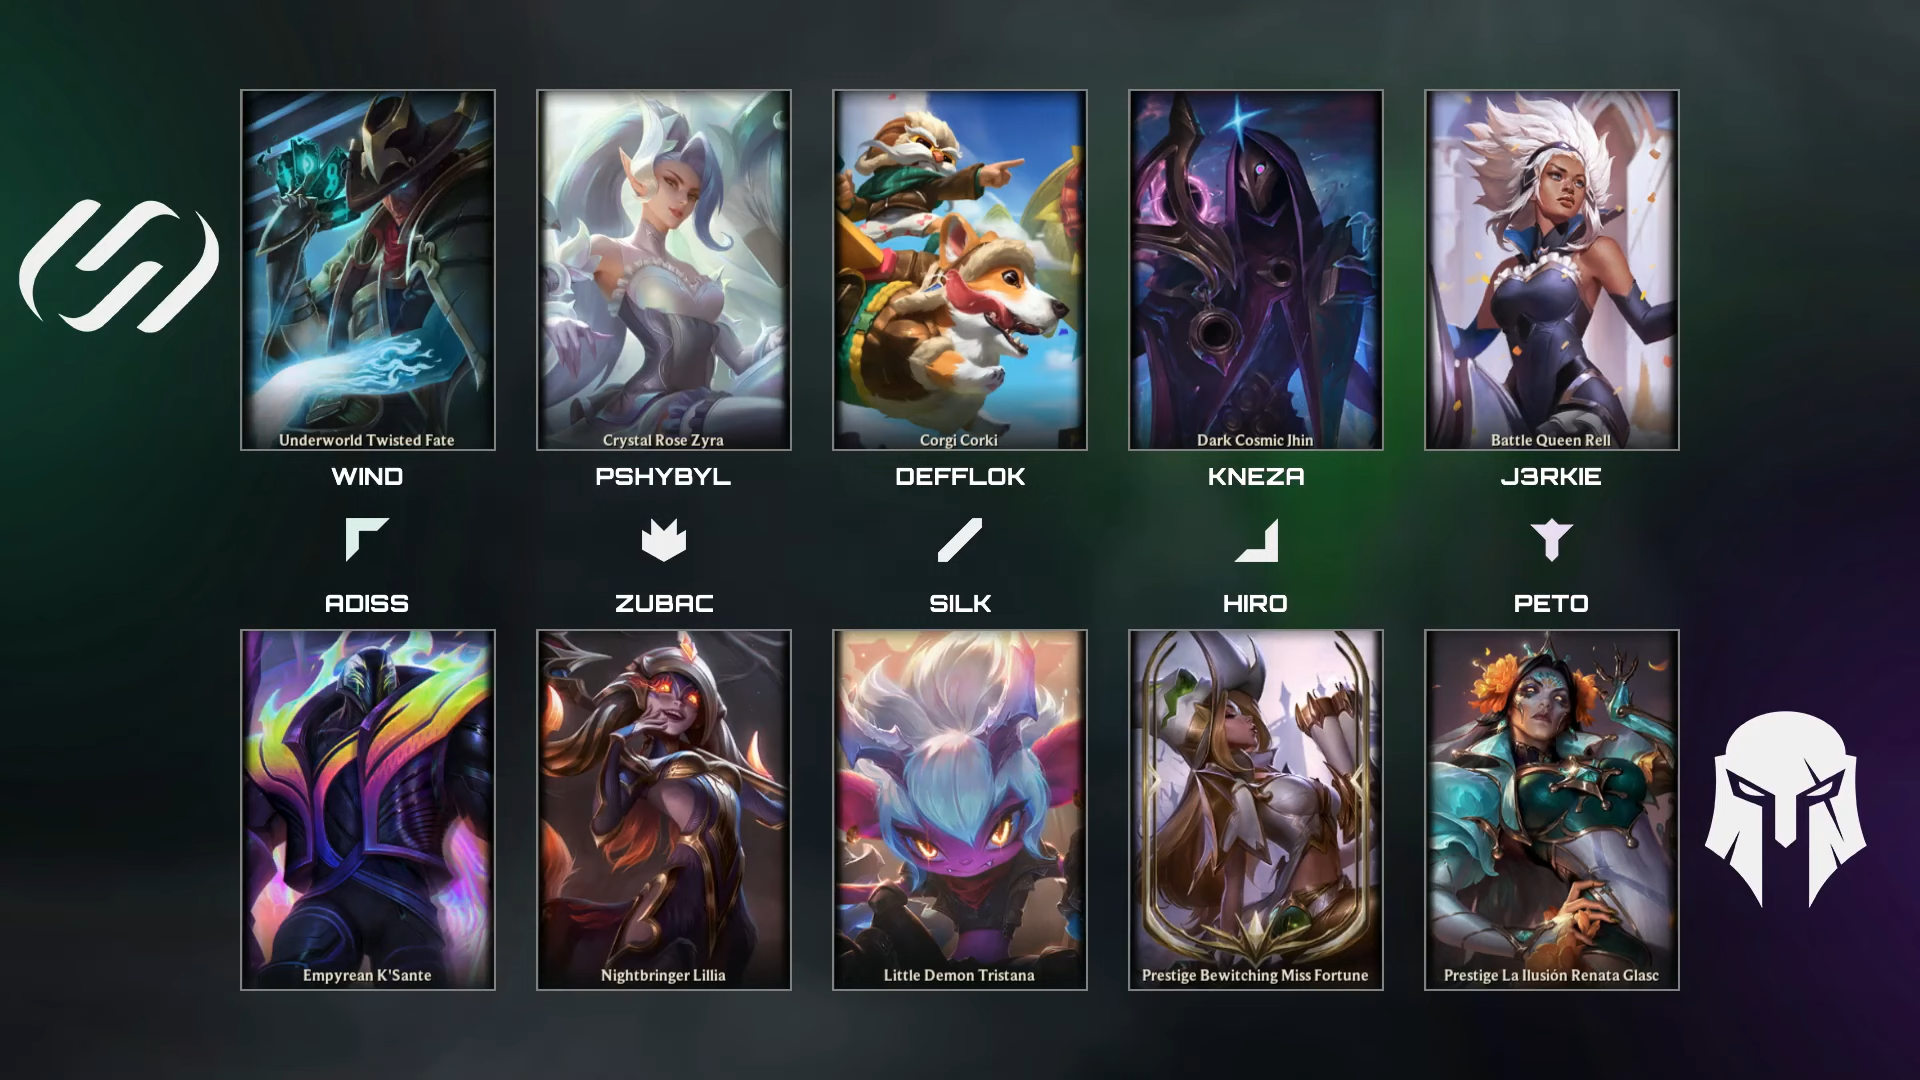 Underworld Twisted Fate
Crystal Rose Zyra
Corgi Corki
Dark Cosmic Jhin
Battle Queen Rell
WIND
PSHYBYL
DEFFLOK
KNEZA
J3RKIE
ADISS
ZUBAC
SILK
HIRO
PETO
Empyrean K'Sante
Nightbringer Lillia
Little Demon Tristana
Prestige Bewitching Miss Fortune
Prestige La Ilusión Renata Glasc